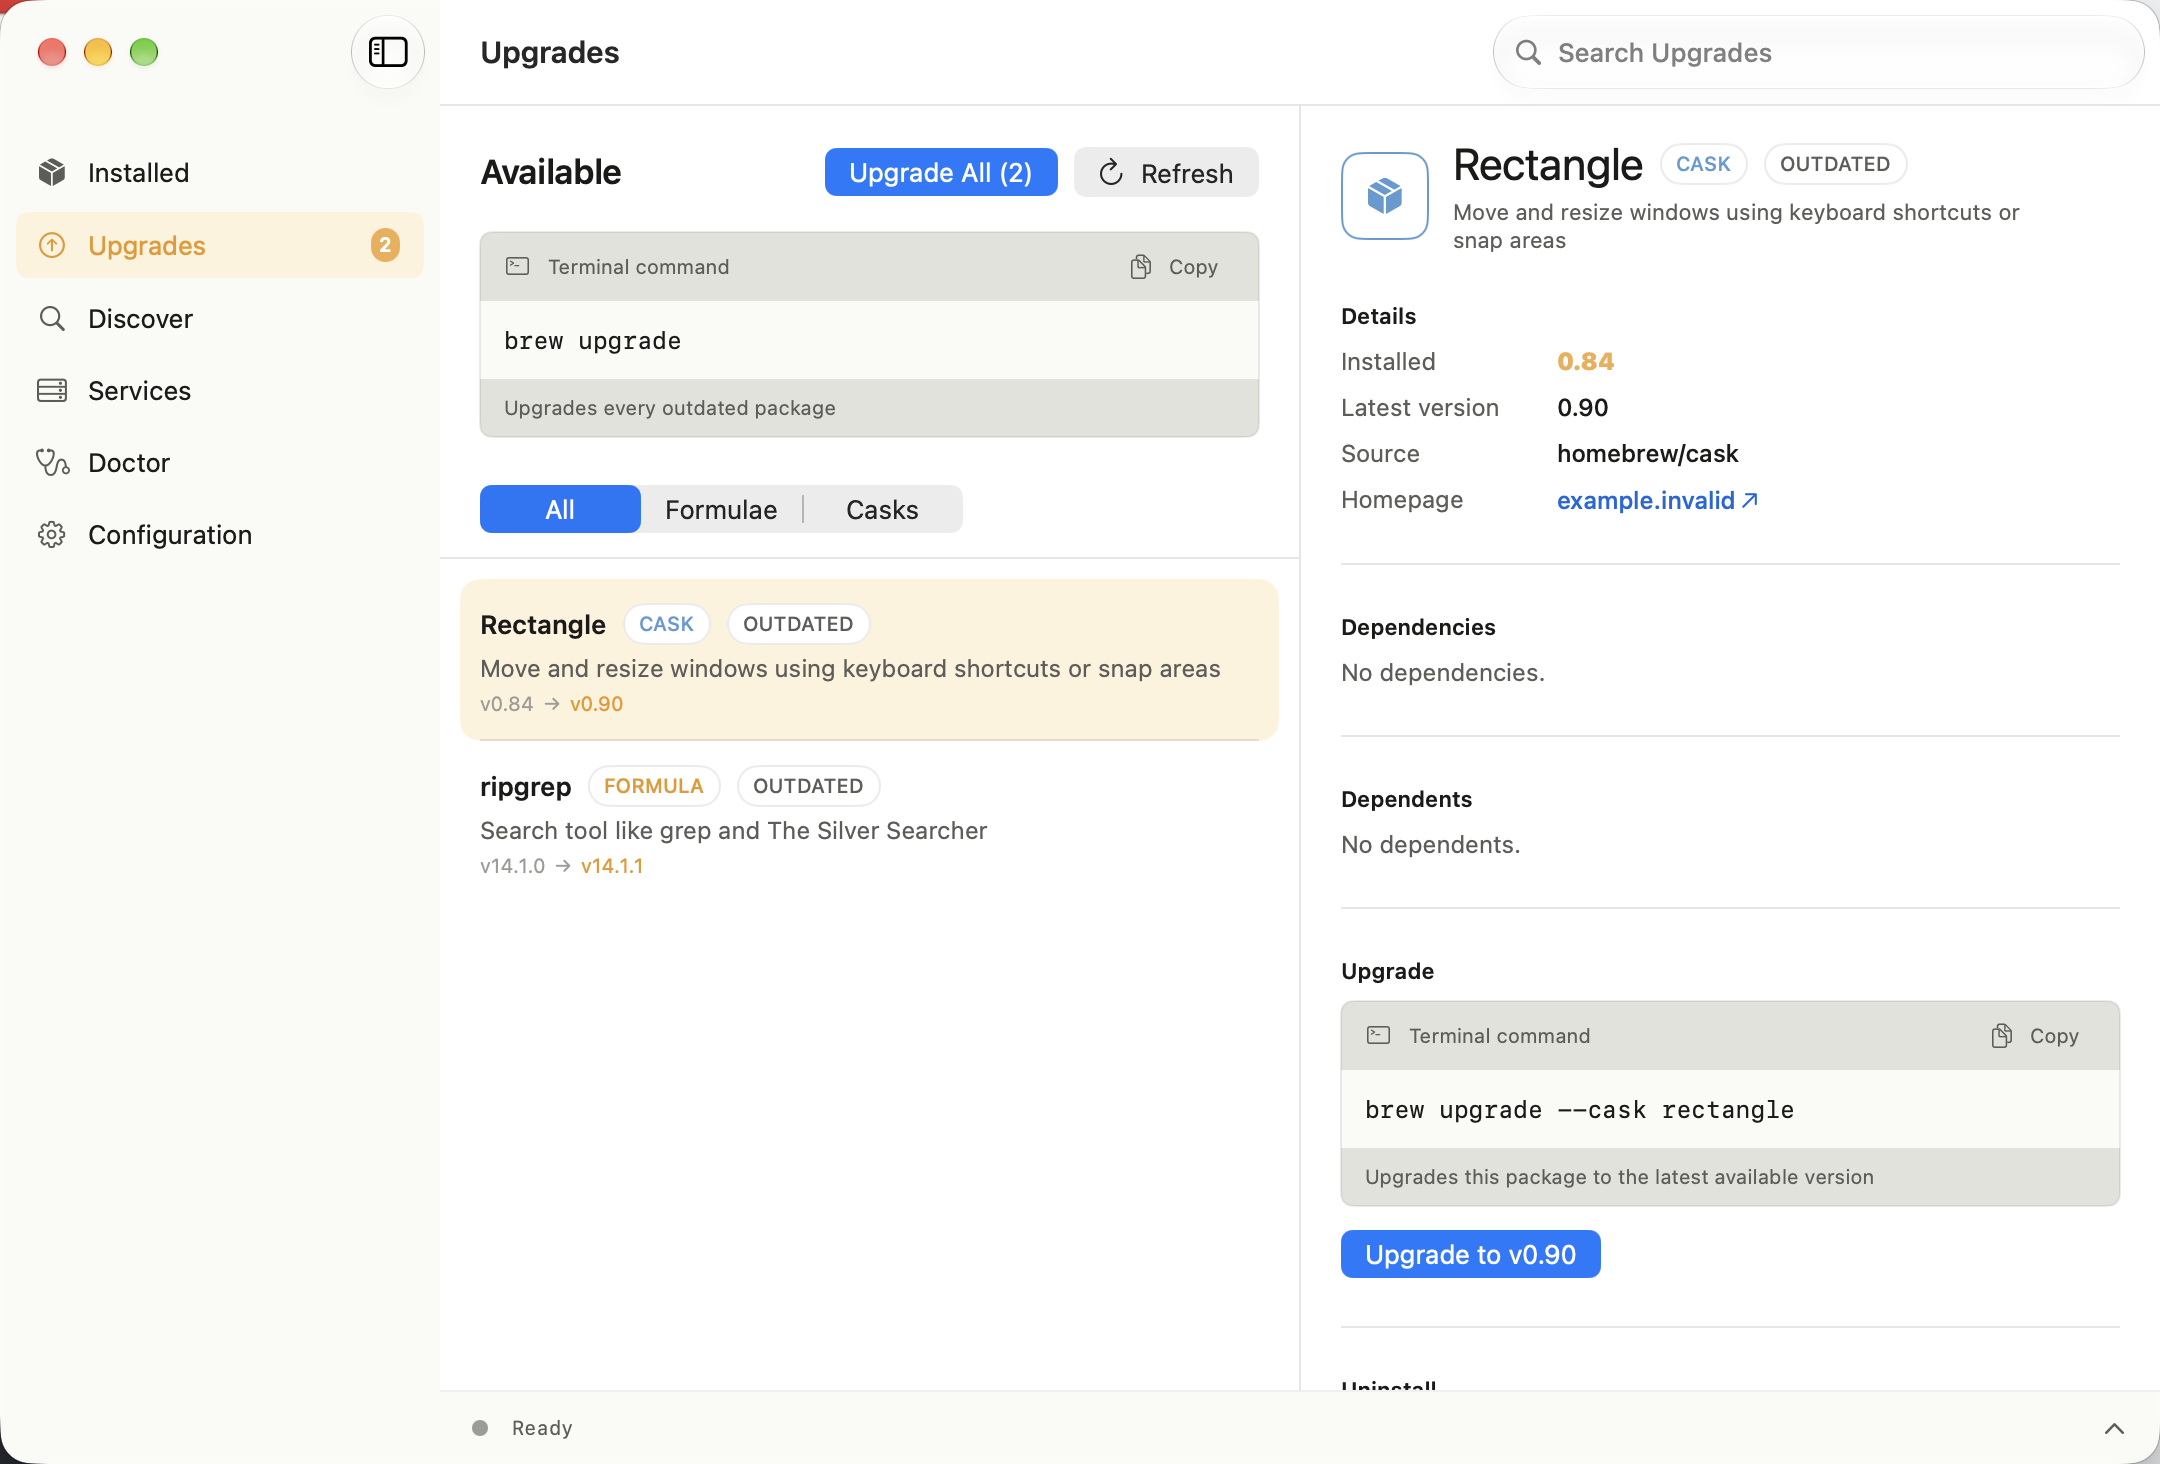 Upgrades
Search Upgrades
Installed
Upgrades 2
Discover
Services
Doctor
Configuration
Available
Upgrade All (2)
Refresh
Terminal command
Copy
brew upgrade
Upgrades every outdated package
All
Formulae
Casks
Rectangle CASK OUTDATED
Move and resize windows using keyboard shortcuts or snap areas
v0.84 → v0.90
ripgrep FORMULA OUTDATED
Search tool like grep and The Silver Searcher
v14.1.0 → v14.1.1
Rectangle CASK OUTDATED
Move and resize windows using keyboard shortcuts or
snap areas
Details
Installed 0.84
Latest version 0.90
Source homebrew/cask
Homepage example.invalid ↗
Dependencies
No dependencies.
Dependents
No dependents.
Upgrade
Terminal command
Copy
brew upgrade --cask rectangle
Upgrades this package to the latest available version
Upgrade to v0.90
Uninstall
Ready